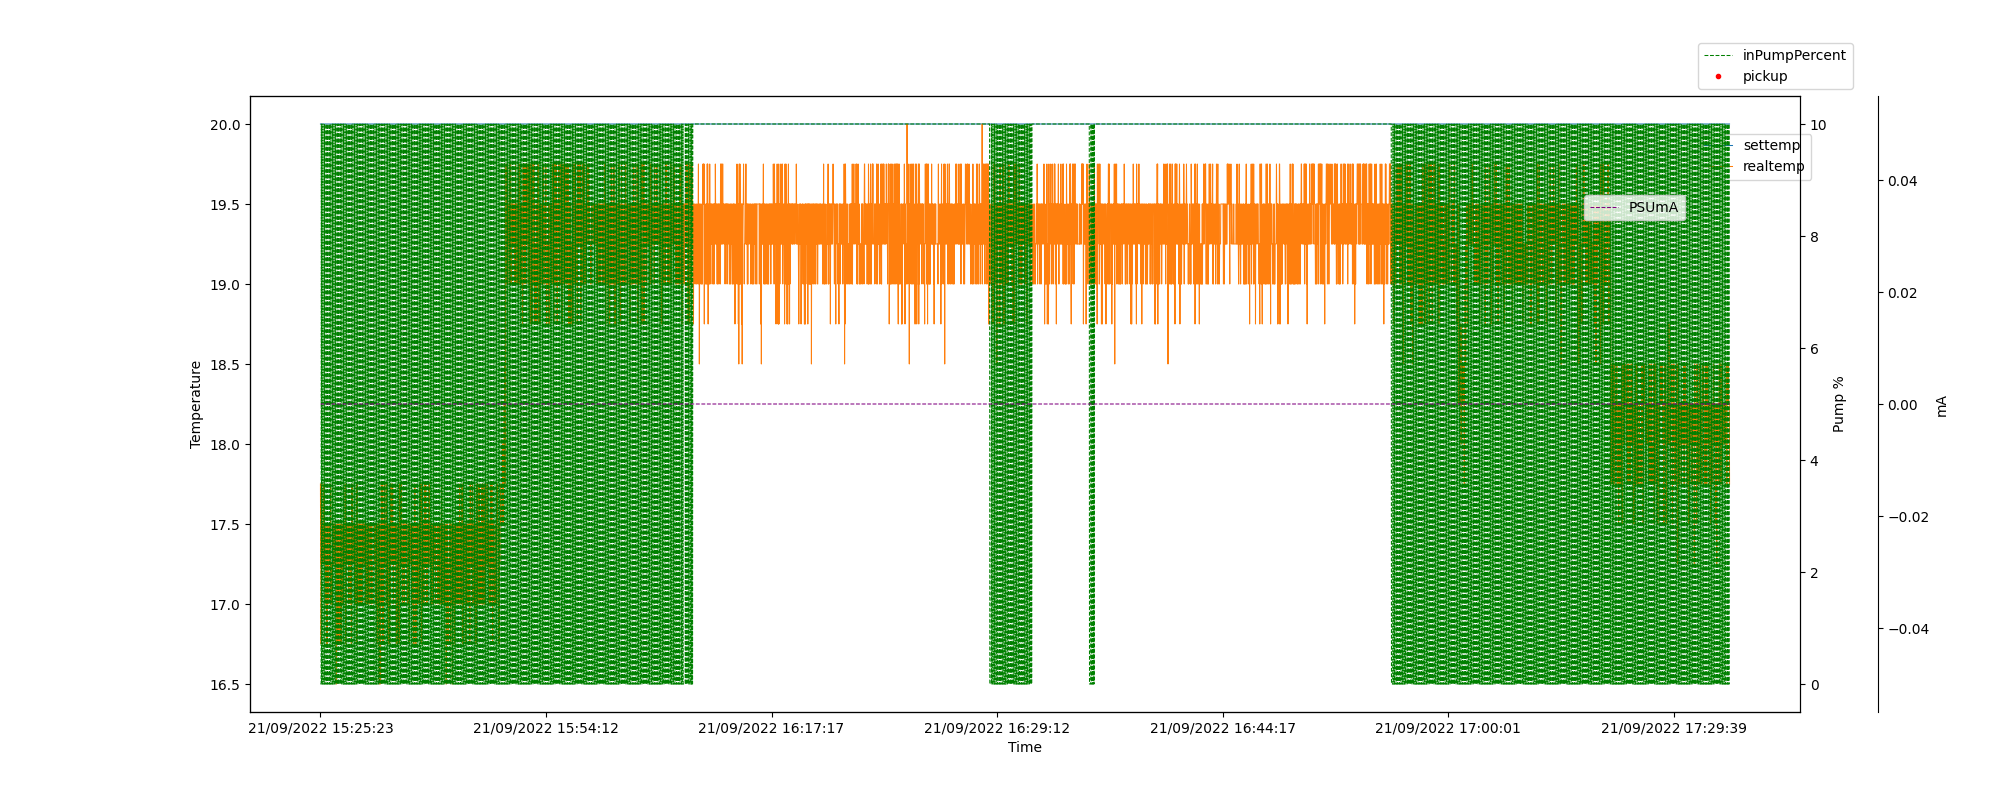 inPumpPercent
pickup
settemp
realtemp
PSUmA
20.0
19.5
19.0
18.5
18.0
17.5
17.0
16.5
Temperature
10
8
6
4
2
0
Pump %
0.04
0.02
0.00
−0.02
−0.04
mA
21/09/2022 15:25:23
21/09/2022 15:54:12
21/09/2022 16:17:17
21/09/2022 16:29:12
21/09/2022 16:44:17
21/09/2022 17:00:01
21/09/2022 17:29:39
Time